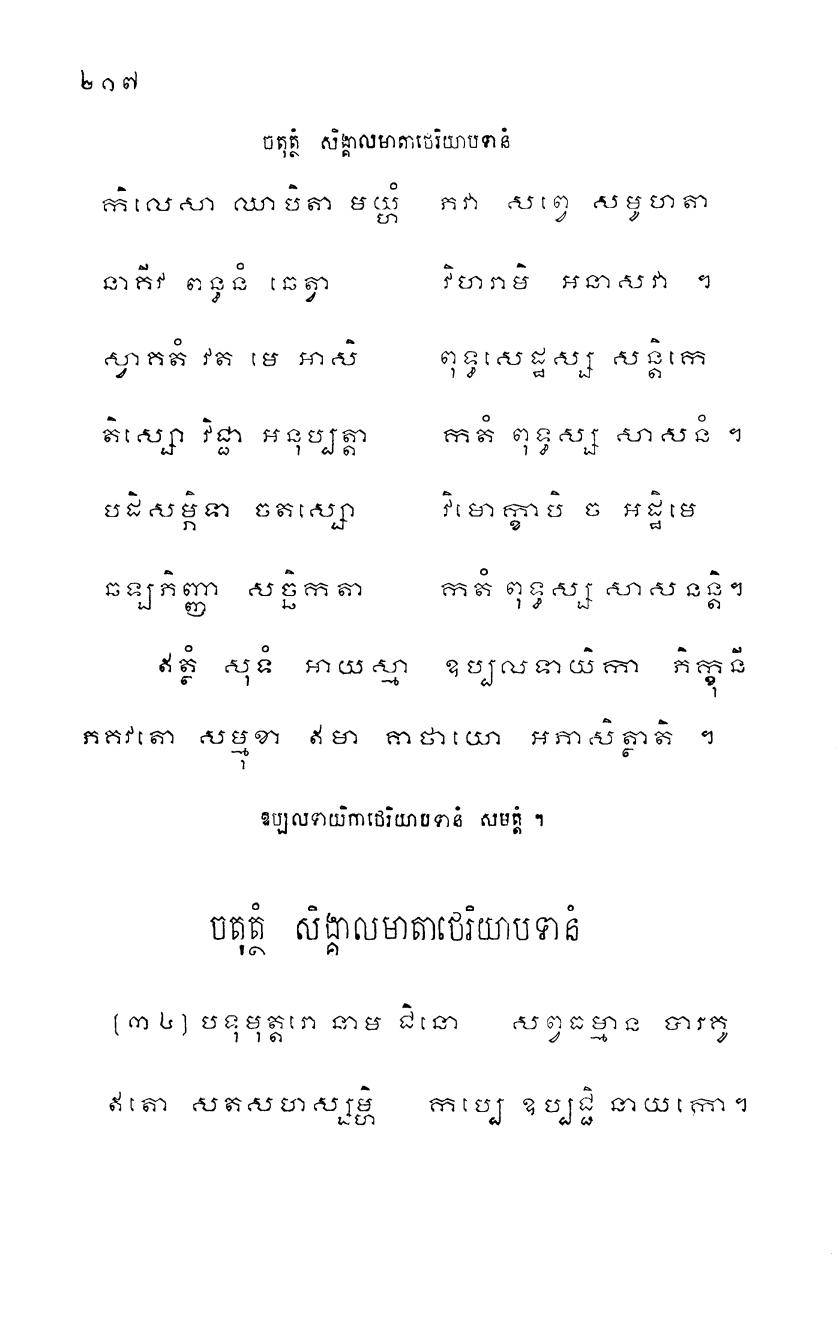 ២១៧
ចតុត្ថំ សិង្គាលមាតាថេរិយាបទានំ
កិលេសា ឈាបិតា មយ្ហំ ភវា សព្វេ សមូហតា
នាគីវ ពន្ធនំ ឆេត្វា វិហរាមិ អនាសវា ។
ស្វាគតំ វត មេ អាសិ ពុទ្ធសេដ្ឋស្ស សន្តិកេ
តិស្សោ វិជ្ជា អនុប្បត្តា កតំ ពុទ្ធស្ស សាសនំ ។
បដិសម្ភិទា ចតស្សោ វិមោក្ខាបិ ច អដ្ឋិមេ
ឆឡភិញ្ញា សច្ឆិកតា កតំ ពុទ្ធស្ស សាសនន្តិ។
ឥត្ថំ សុទំ អាយស្មា ឧប្បលទាយិកា ភិក្ខុនី
ភគវតោ សម្មុខា ឥមា គាថាយោ អភាសិត្ថាតិ ។
ឧប្បលទាយិកាថេរិយាបទានំ សមត្តំ ។
ចតុត្ថំ សិង្គាលមាតាថេរិយាបទានំ
[៣៤] បទុមុត្តរោ នាម ជិនោ សព្វធម្មាន បារគូ
ឥតោ សតសហស្សម្ហិ កប្បេ ឧប្បជ្ជិ នាយកោ។